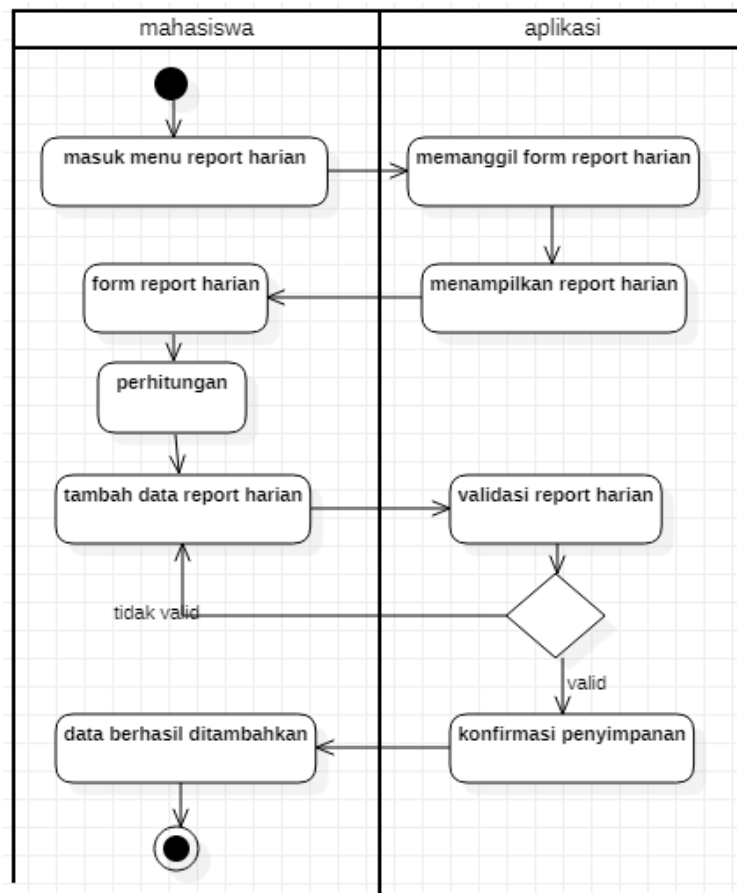 mahasiswa
aplikasi
masuk menu report harian
memanggil form report harian
form report harian
menampilkan report harian
perhitungan
tambah data report harian
validasi report harian
tidak valid
valid
data berhasil ditambahkan
konfirmasi penyimpanan